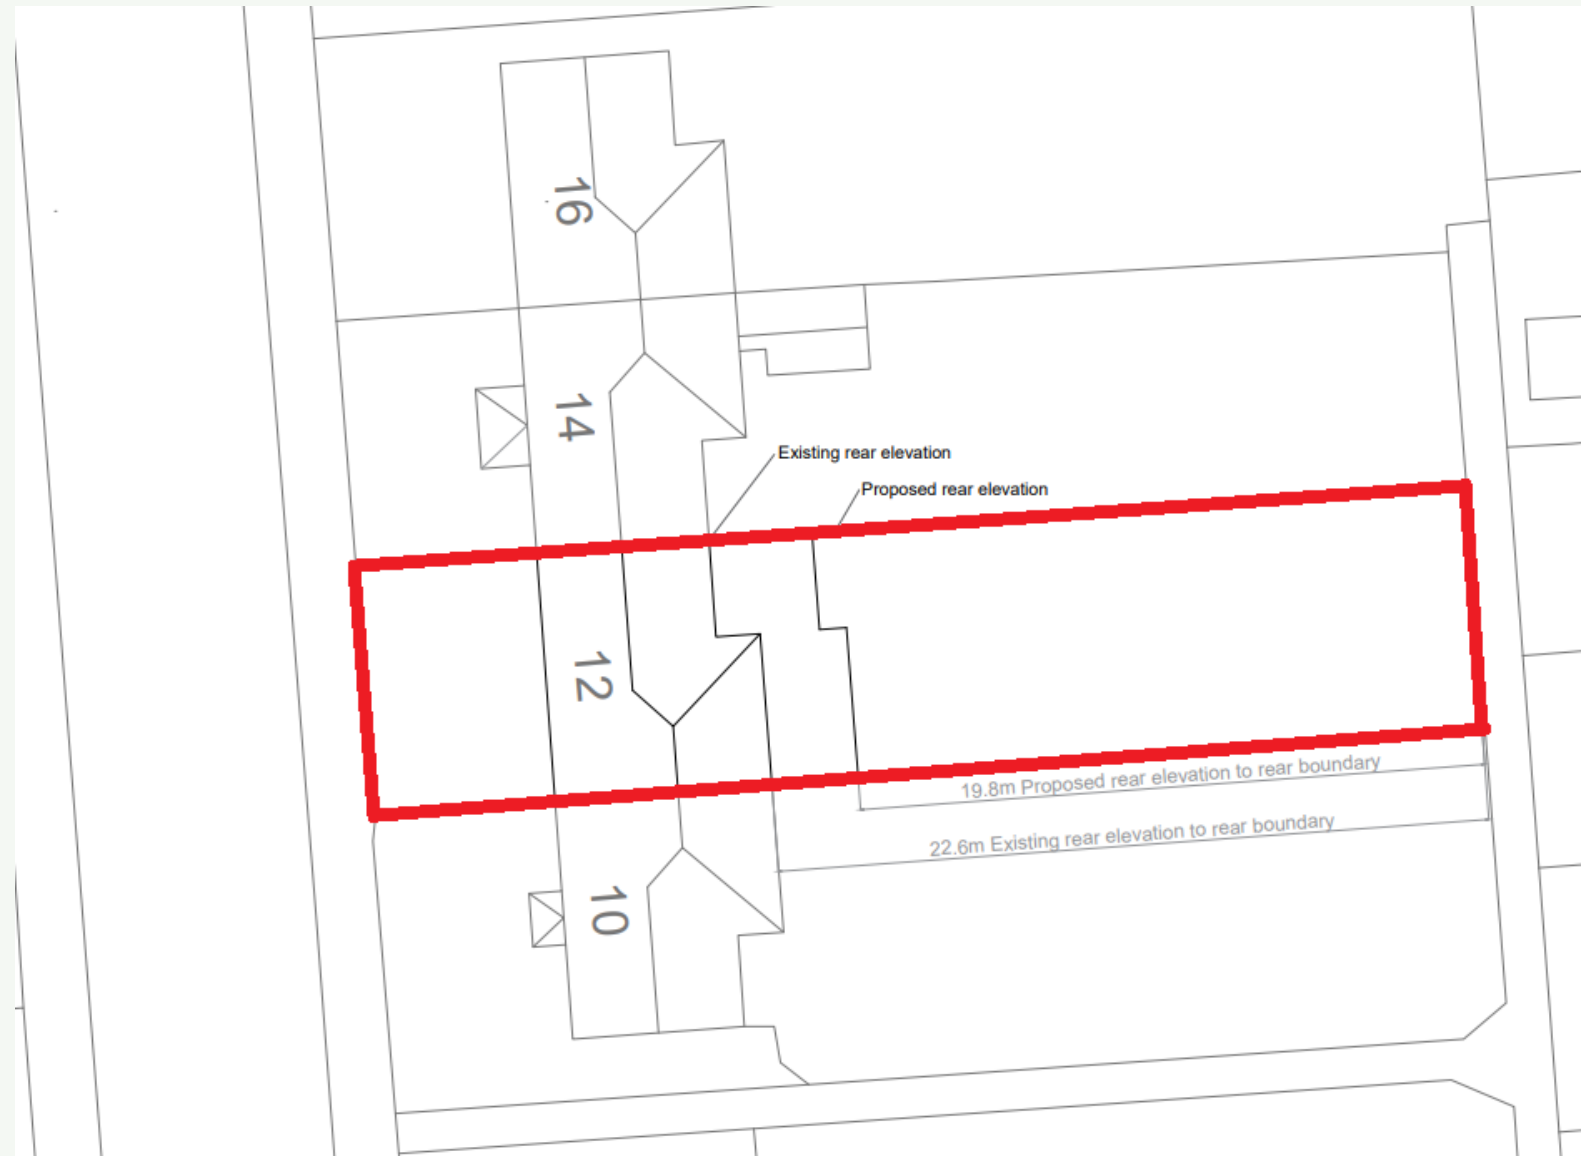 16
14
Existing rear elevation
Proposed rear elevation
12
19.8m Proposed rear elevation to rear boundary
22.6m Existing rear elevation to rear boundary
10